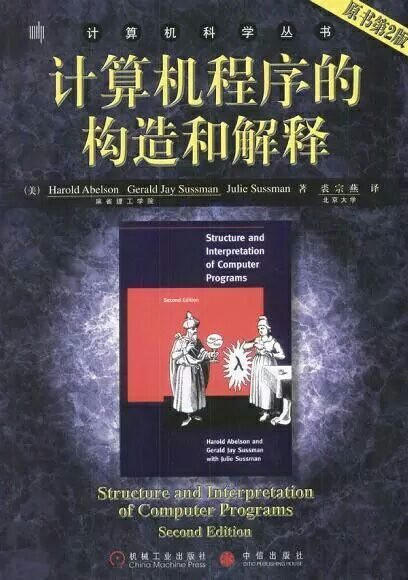 计算机科学丛书
原书第2版
计算机程序的
构造和解释
（美） Harold Abelson Gerald Jay Sussman Julie Sussman 著 裘宗燕 译
麻省理工学院 北京大学
Structure and
Interpretation
of Computer
Programs
Second Edition
λ
Harold Abelson and
Gerald Jay Sussman
with Julie Sussman
Structure and Interpretation
of Computer Programs
Second Edition
机械工业出版社
China Machine Press
中信出版社
CITIC PUBLISHING HOUSE